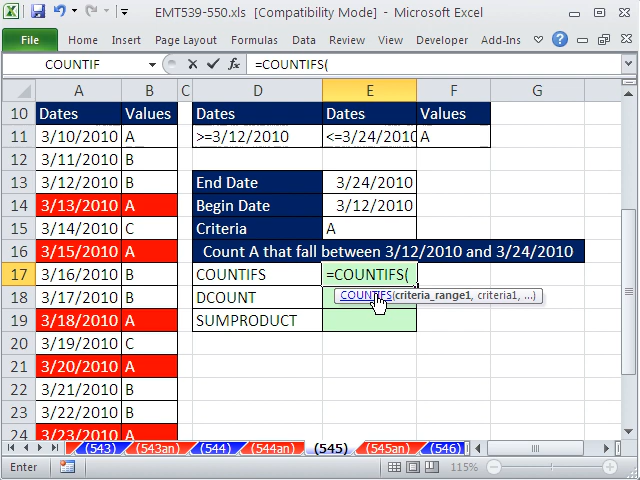 EMT539-550.xls [Compatibility Mode] - Microsoft Excel
File Home Insert Page Layout Formulas Data Review View Developer Add-Ins
COUNTIF fx =COUNTIFS(
A B C D E F G
10 Dates Values Dates Dates Values
11 3/10/2010 A >=3/12/2010 <=3/24/2010 A
12 3/11/2010 B
13 3/12/2010 B End Date 3/24/2010
14 3/13/2010 A Begin Date 3/12/2010
15 3/14/2010 C Criteria A
16 3/15/2010 A Count A that fall between 3/12/2010 and 3/24/2010
17 3/16/2010 B COUNTIFS =COUNTIFS(
18 3/17/2010 B DCOUNT COUNTIFS(criteria_range1, criteria1, ...)
19 3/18/2010 A SUMPRODUCT
20 3/19/2010 C
21 3/20/2010 A
22 3/21/2010 B
23 3/22/2010 B
24 3/23/2010 A
(543) (543an) (544) (544an) (545) (545an) (546)
Enter 115%